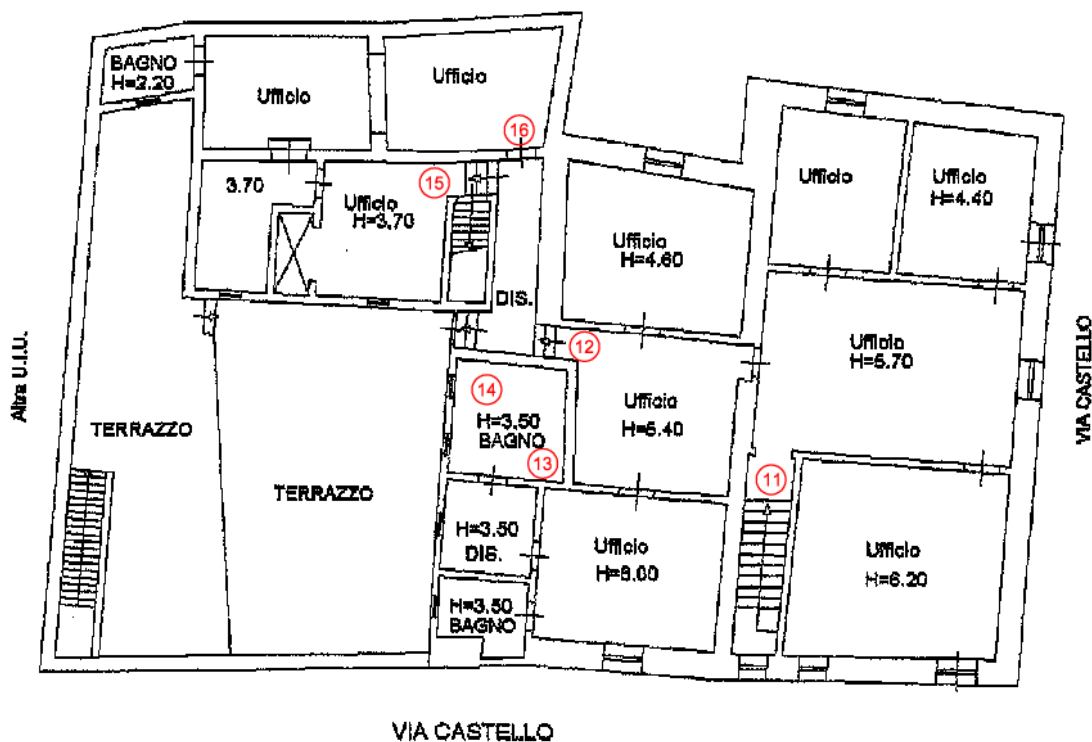 BAGNO
H=2.20
Ufficio
Ufficio
16
3.70
Ufficio
H=3.70
15
Ufficio
H=4.60
Ufficio
Ufficio
H=4.40
DIS.
12
Ufficio
H=5.70
Altra U.I.U.
VIA CASTELLO
TERRAZZO
TERRAZZO
14
H=3.50
BAGNO
13
Ufficio
H=5.40
11
H=3.50
DIS.
Ufficio
H=6.00
Ufficio
H=6.20
H=3.50
BAGNO
VIA CASTELLO